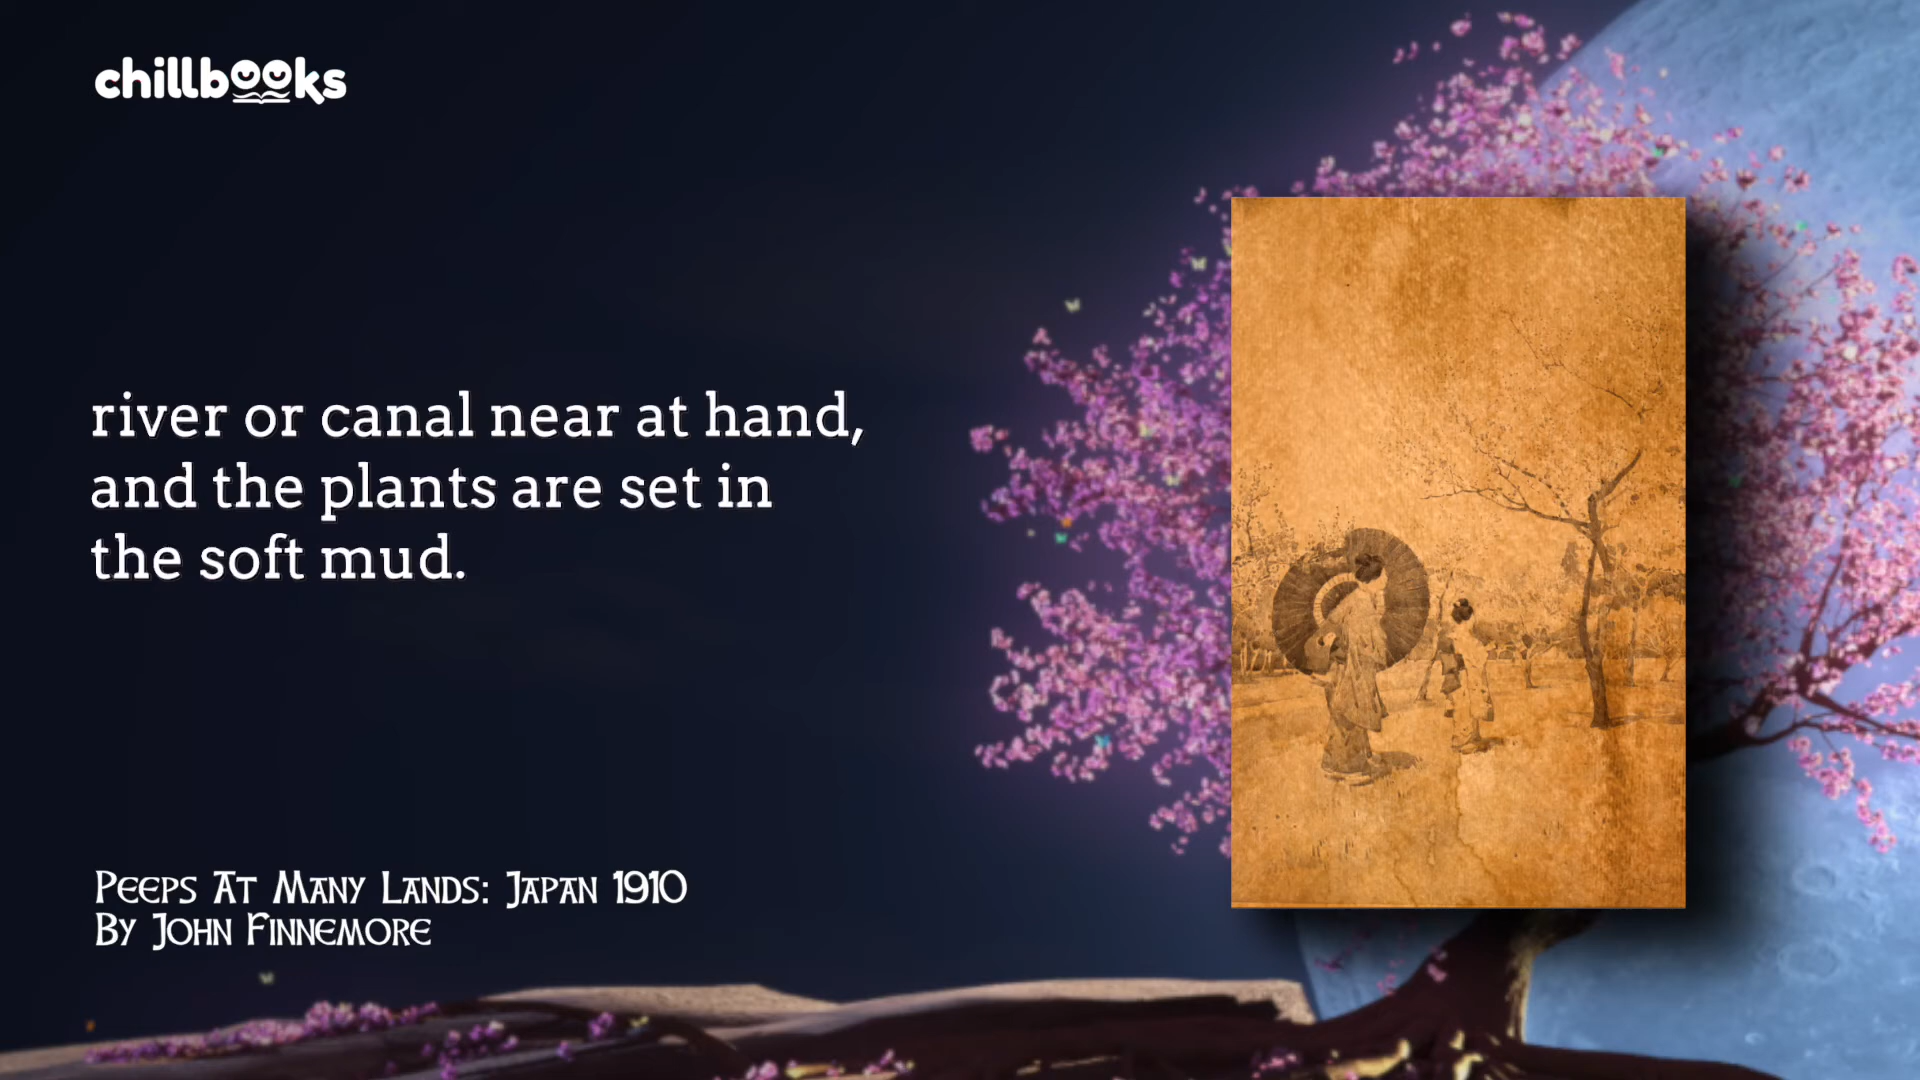 chillbooks
river or canal near at hand,
and the plants are set in
the soft mud.
Peeps At Many Lands: Japan 1910
By John Finnemore